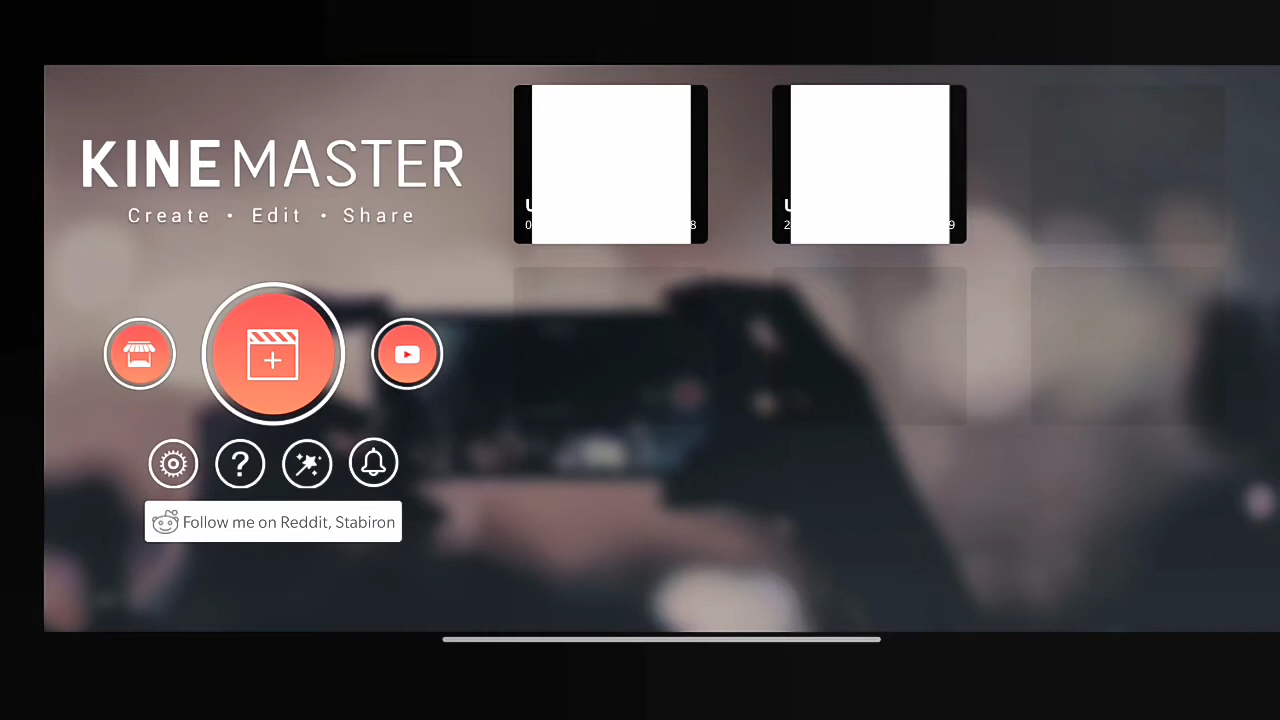 KINEMASTER
Create • Edit • Share
Follow me on Reddit, Stabiron